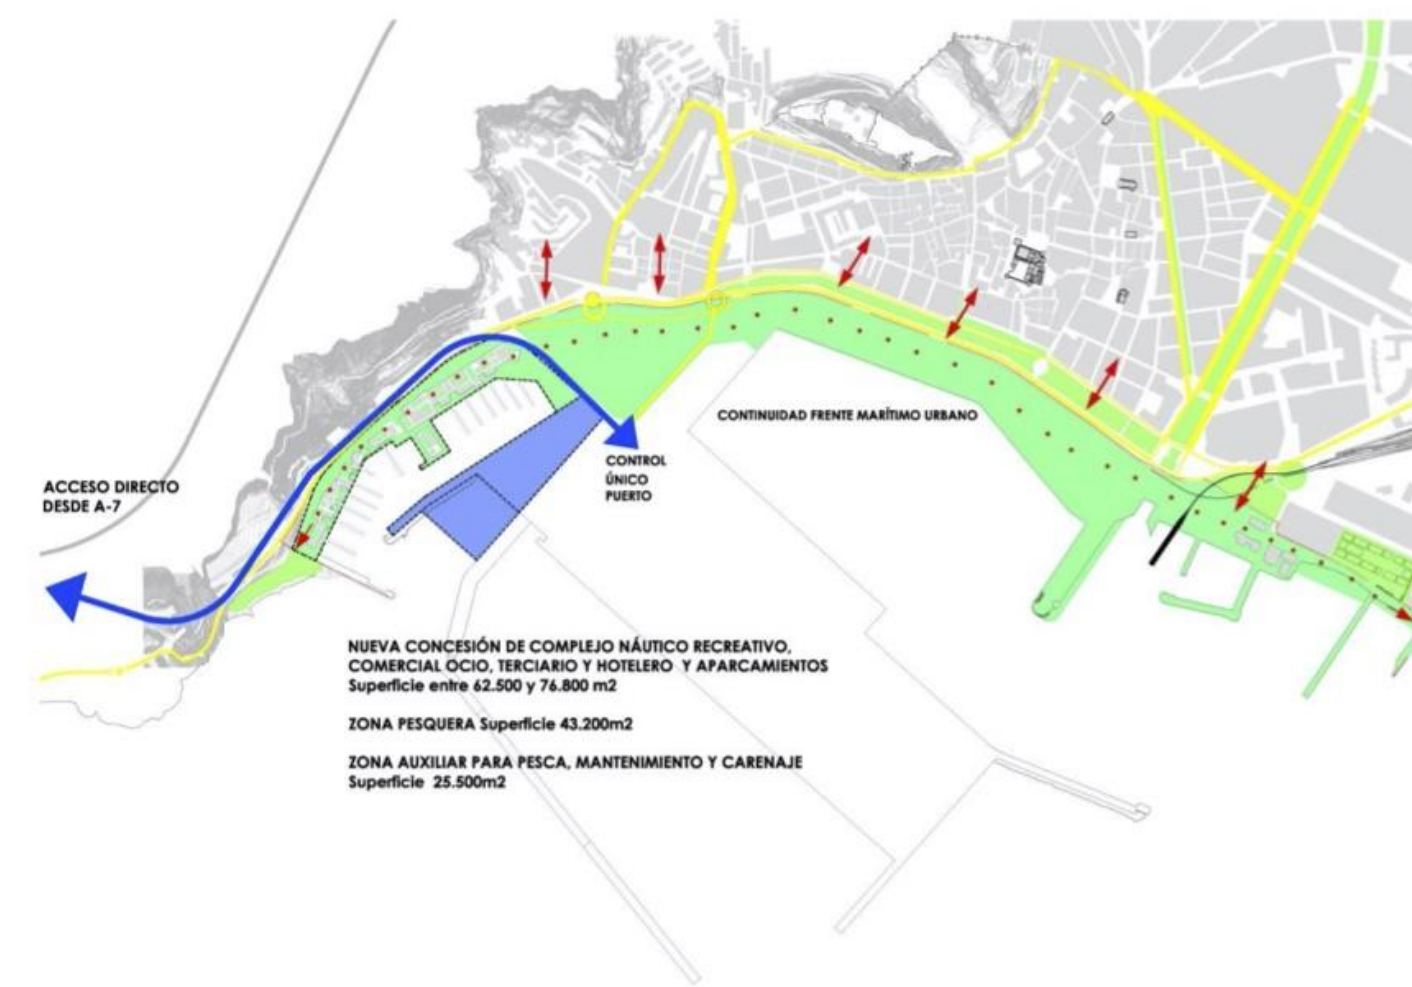 CONTINUIDAD FRENTE MARÍTIMO URBANO
CONTROL
ÚNICO
PUERTO
ACCESO DIRECTO
DESDE A-7
NUEVA CONCESIÓN DE COMPLEJO NÁUTICO RECREATIVO,
COMERCIAL OCIO, TERCIARIO Y HOTELERO Y APARCAMIENTOS
Superficie entre 62.500 y 76.800 m2
ZONA PESQUERA Superficie 43.200m2
ZONA AUXILIAR PARA PESCA, MANTENIMIENTO Y CARENAJE
Superficie 25.500m2